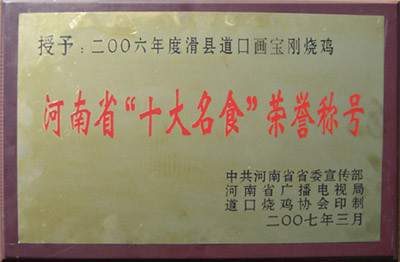 授予：二〇〇六年度滑县道口画宝刚烧鸡
河南省“十大名食”荣誉称号
中共河南省省委宣传部
河南省广播电视局
道口烧鸡协会印制
二〇〇七年三月